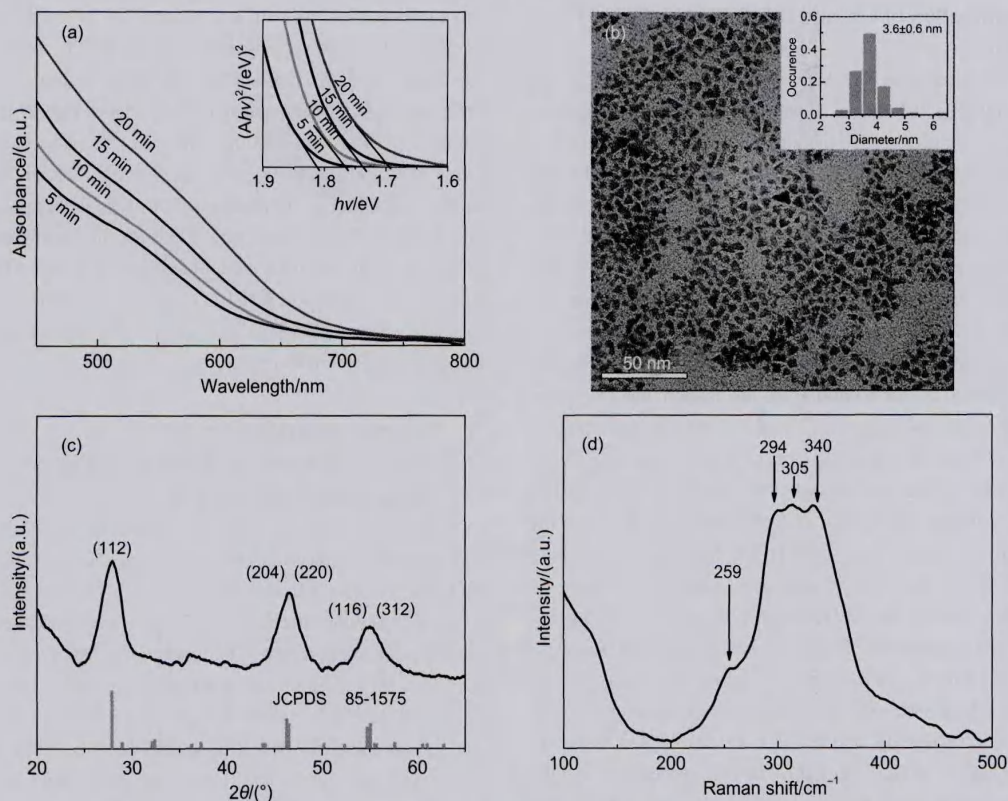 (a)
Absorbance/(a.u.)
20 min
15 min
10 min
5 min
500 600 700 800
Wavelength/nm
(Ahν)²/(eV)²
20 min
15 min
10 min
5 min
1.9 1.8 1.7 1.6
hν/eV
(b)
3.6±0.6 nm
Occurence
0.6
0.4
0.2
0.0
2 3 4 5 6
Diameter/nm
50 nm
(c)
Intensity/(a.u.)
(112)
(204) (220)
(116) (312)
JCPDS 85-1575
20 30 40 50 60
2θ/(°)
(d)
Intensity/(a.u.)
294 340
305
259
100 200 300 400 500
Raman shift/cm⁻¹